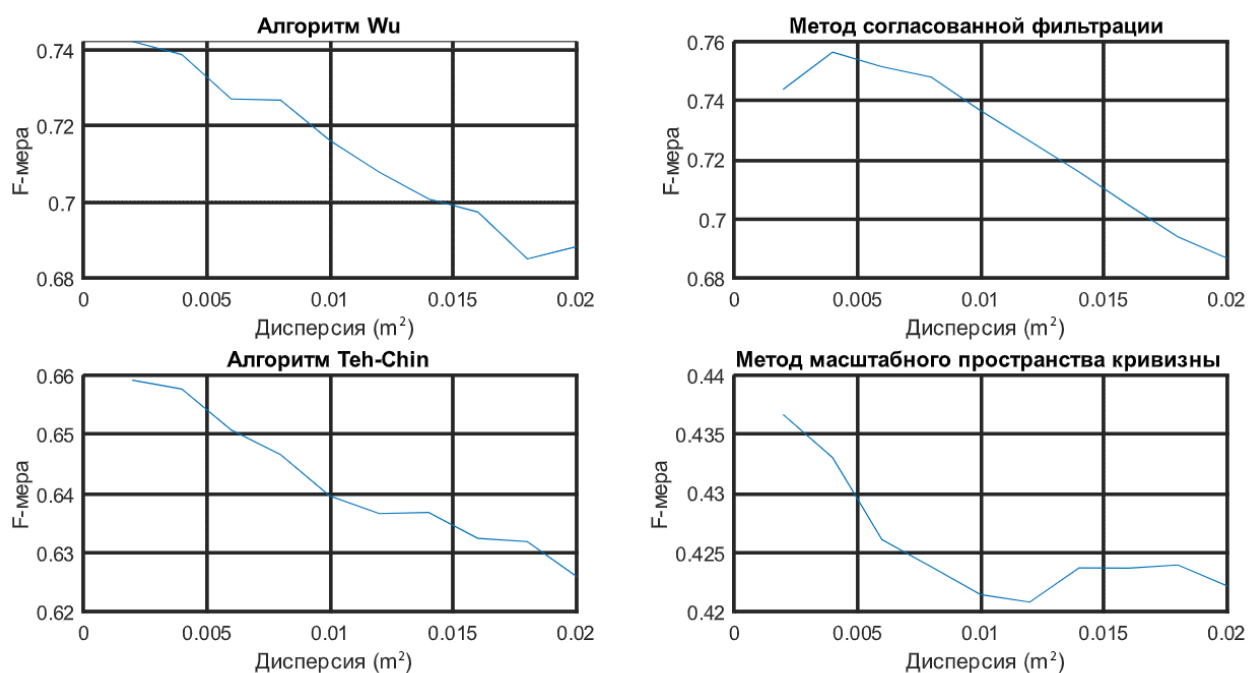 Алгоритм Wu
0.74
0.72
0.7
0.68
F-мера
0 0.005 0.01 0.015 0.02
Дисперсия (m²)
Метод согласованной фильтрации
0.76
0.74
0.72
0.7
0.68
F-мера
0 0.005 0.01 0.015 0.02
Дисперсия (m²)
Алгоритм Teh-Chin
0.66
0.65
0.64
0.63
0.62
F-мера
0 0.005 0.01 0.015 0.02
Дисперсия (m²)
Метод масштабного пространства кривизны
0.44
0.435
0.43
0.425
0.42
F-мера
0 0.005 0.01 0.015 0.02
Дисперсия (m²)